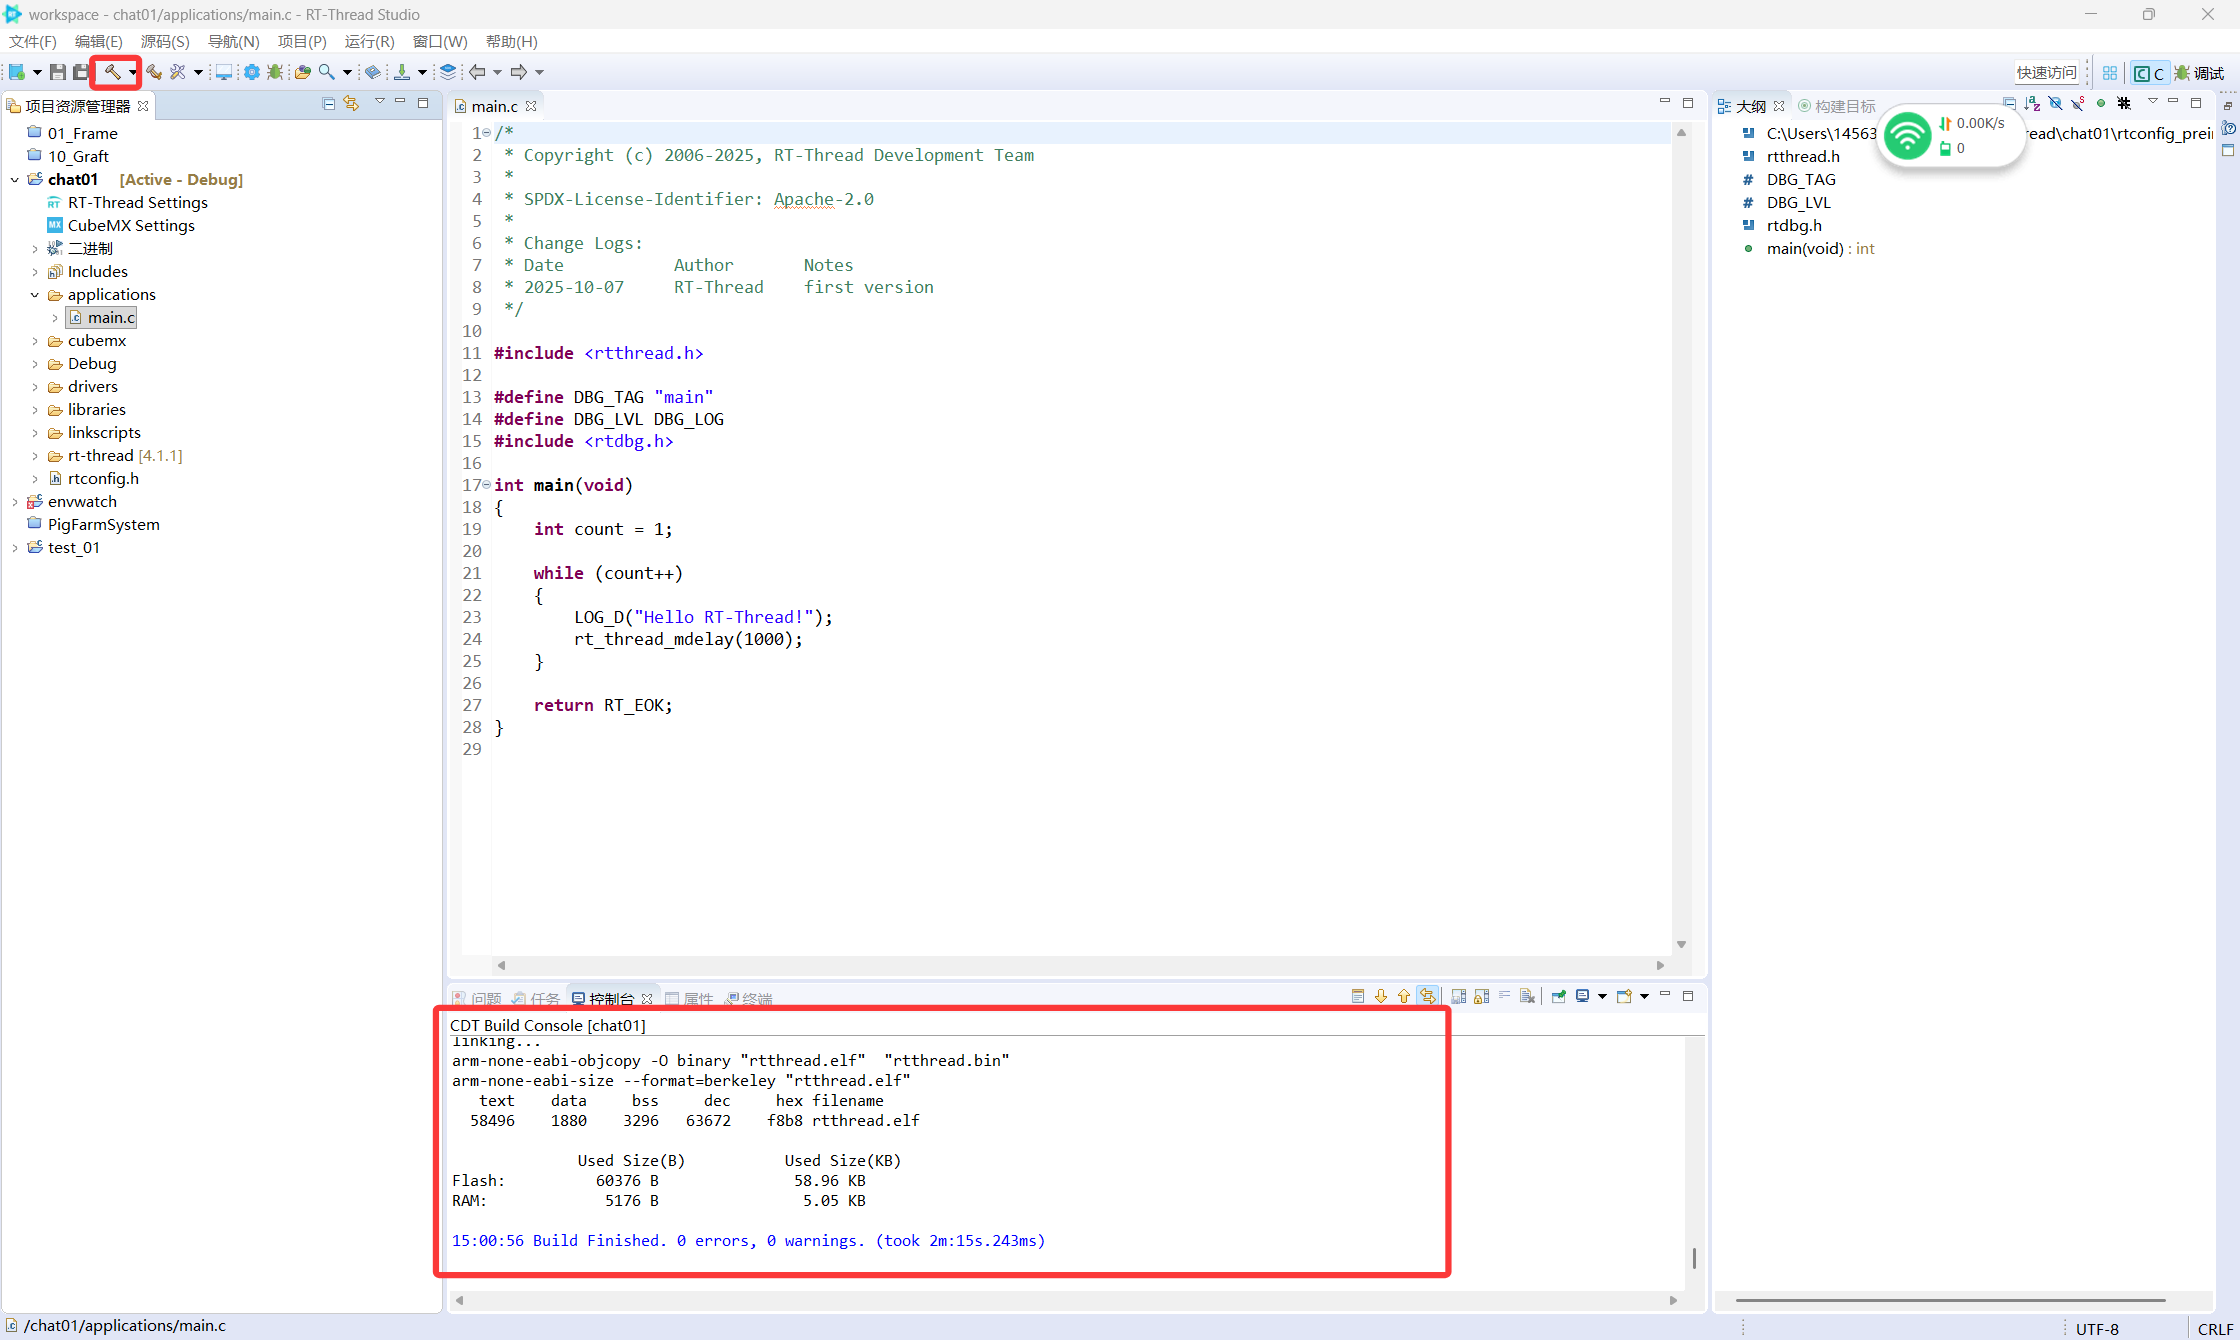 workspace - chat01/applications/main.c - RT-Thread Studio
文件(F) 编辑(E) 源码(S) 导航(N) 项目(P) 运行(R) 窗口(W) 帮助(H)
快速访问 C 调试
项目资源管理器
01_Frame
10_Graft
chat01 [Active - Debug]
RT-Thread Settings
CubeMX Settings
二进制
Includes
applications
main.c
cubemx
Debug
drivers
libraries
linkscripts
rt-thread [4.1.1]
rtconfig.h
envwatch
PigFarmSystem
test_01
main.c
1 /*
2 * Copyright (c) 2006-2025, RT-Thread Development Team
3 *
4 * SPDX-License-Identifier: Apache-2.0
5 *
6 * Change Logs:
7 * Date Author Notes
8 * 2025-10-07 RT-Thread first version
9 */
10
11 #include <rtthread.h>
12
13 #define DBG_TAG "main"
14 #define DBG_LVL DBG_LOG
15 #include <rtdbg.h>
16
17 int main(void)
18 {
19 int count = 1;
20
21 while (count++)
22 {
23 LOG_D("Hello RT-Thread!");
24 rt_thread_mdelay(1000);
25 }
26
27 return RT_EOK;
28 }
29
大纲 构建目标
C:\Users\14563 read\chat01\rtconfig_prei
rtthread.h
DBG_TAG
DBG_LVL
rtdbg.h
main(void) : int
0.00K/s
0
问题 任务 控制台 属性 终端
CDT Build Console [chat01]
linking...
arm-none-eabi-objcopy -O binary "rtthread.elf" "rtthread.bin"
arm-none-eabi-size --format=berkeley "rtthread.elf"
text data bss dec hex filename
58496 1880 3296 63672 f8b8 rtthread.elf
Used Size(B) Used Size(KB)
Flash: 60376 B 58.96 KB
RAM: 5176 B 5.05 KB
15:00:56 Build Finished. 0 errors, 0 warnings. (took 2m:15s.243ms)
/chat01/applications/main.c
UTF-8 CRLF